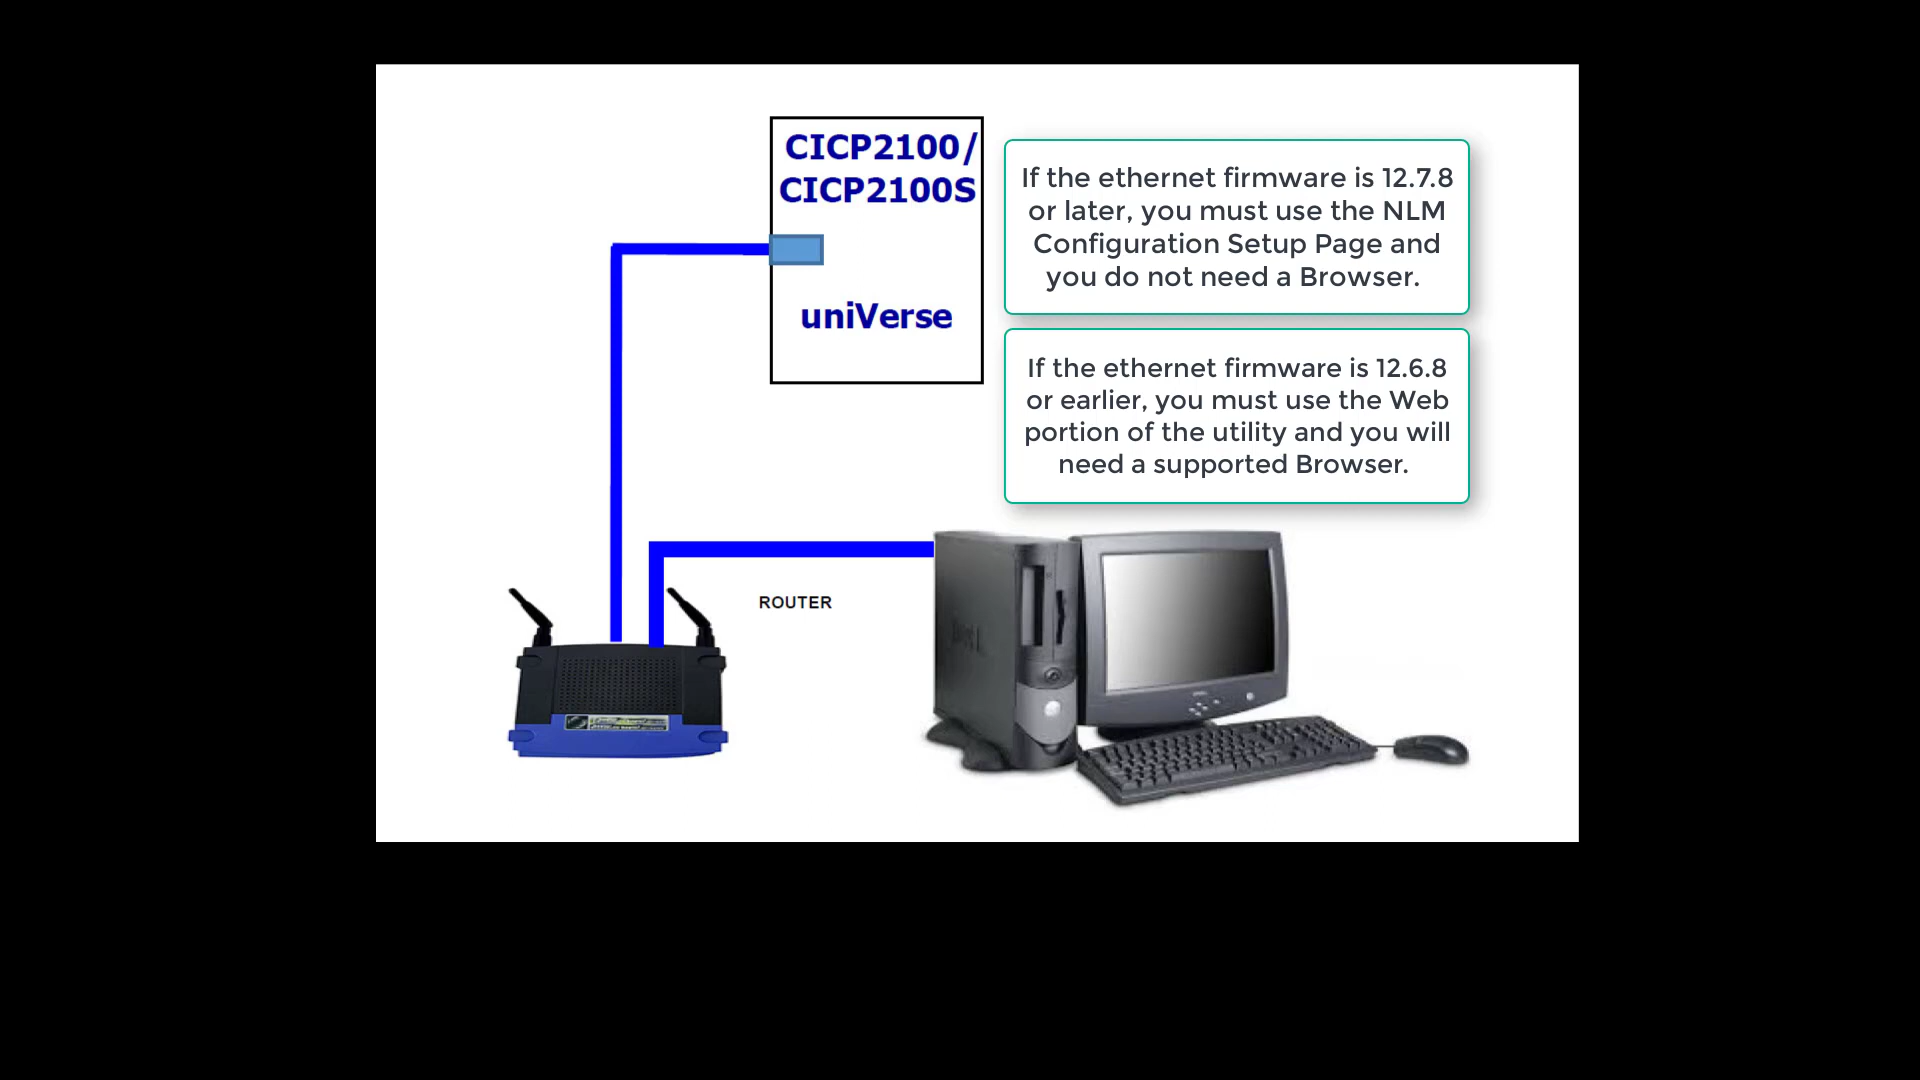 CICP2100/
CICP2100S
uniVerse
If the ethernet firmware is 12.7.8
or later, you must use the NLM
Configuration Setup Page and
you do not need a Browser.
If the ethernet firmware is 12.6.8
or earlier, you must use the Web
portion of the utility and you will
need a supported Browser.
ROUTER